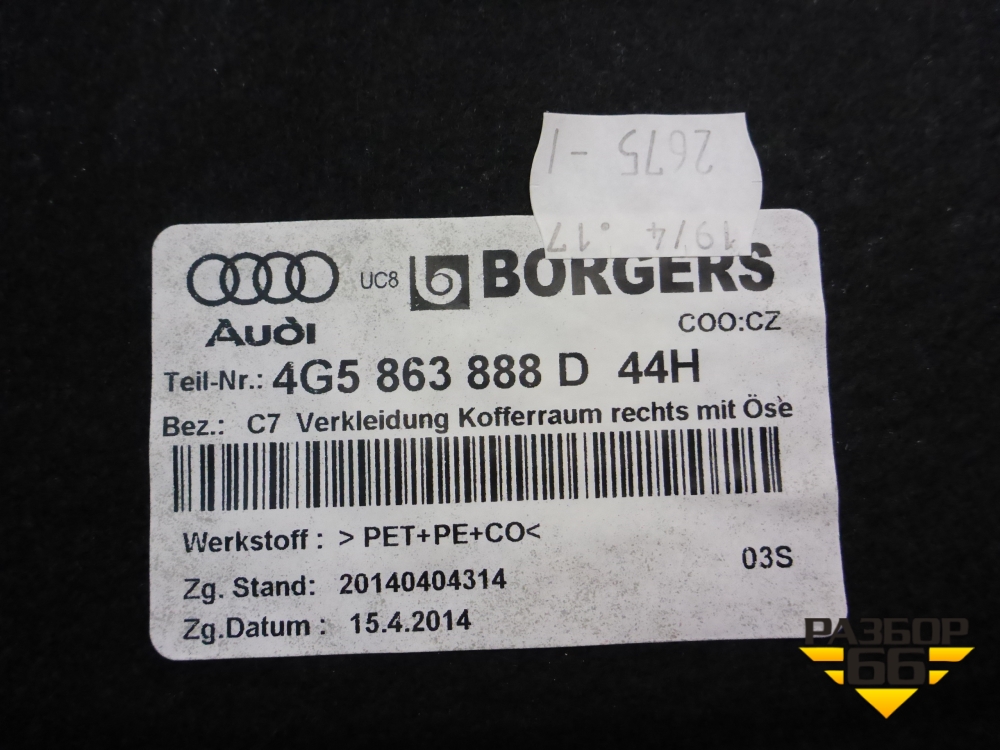 2675 -1
19/4 .17
UC8 BORGERS
Audi
COO:CZ
Teil-Nr.: 4G5 863 888 D 44H
Bez.: C7 Verkleidung Kofferraum rechts mit Öse
Werkstoff : > PET+PE+CO<
03S
Zg. Stand: 20140404314
Zg.Datum : 15.4.2014
РАЗБОР
66